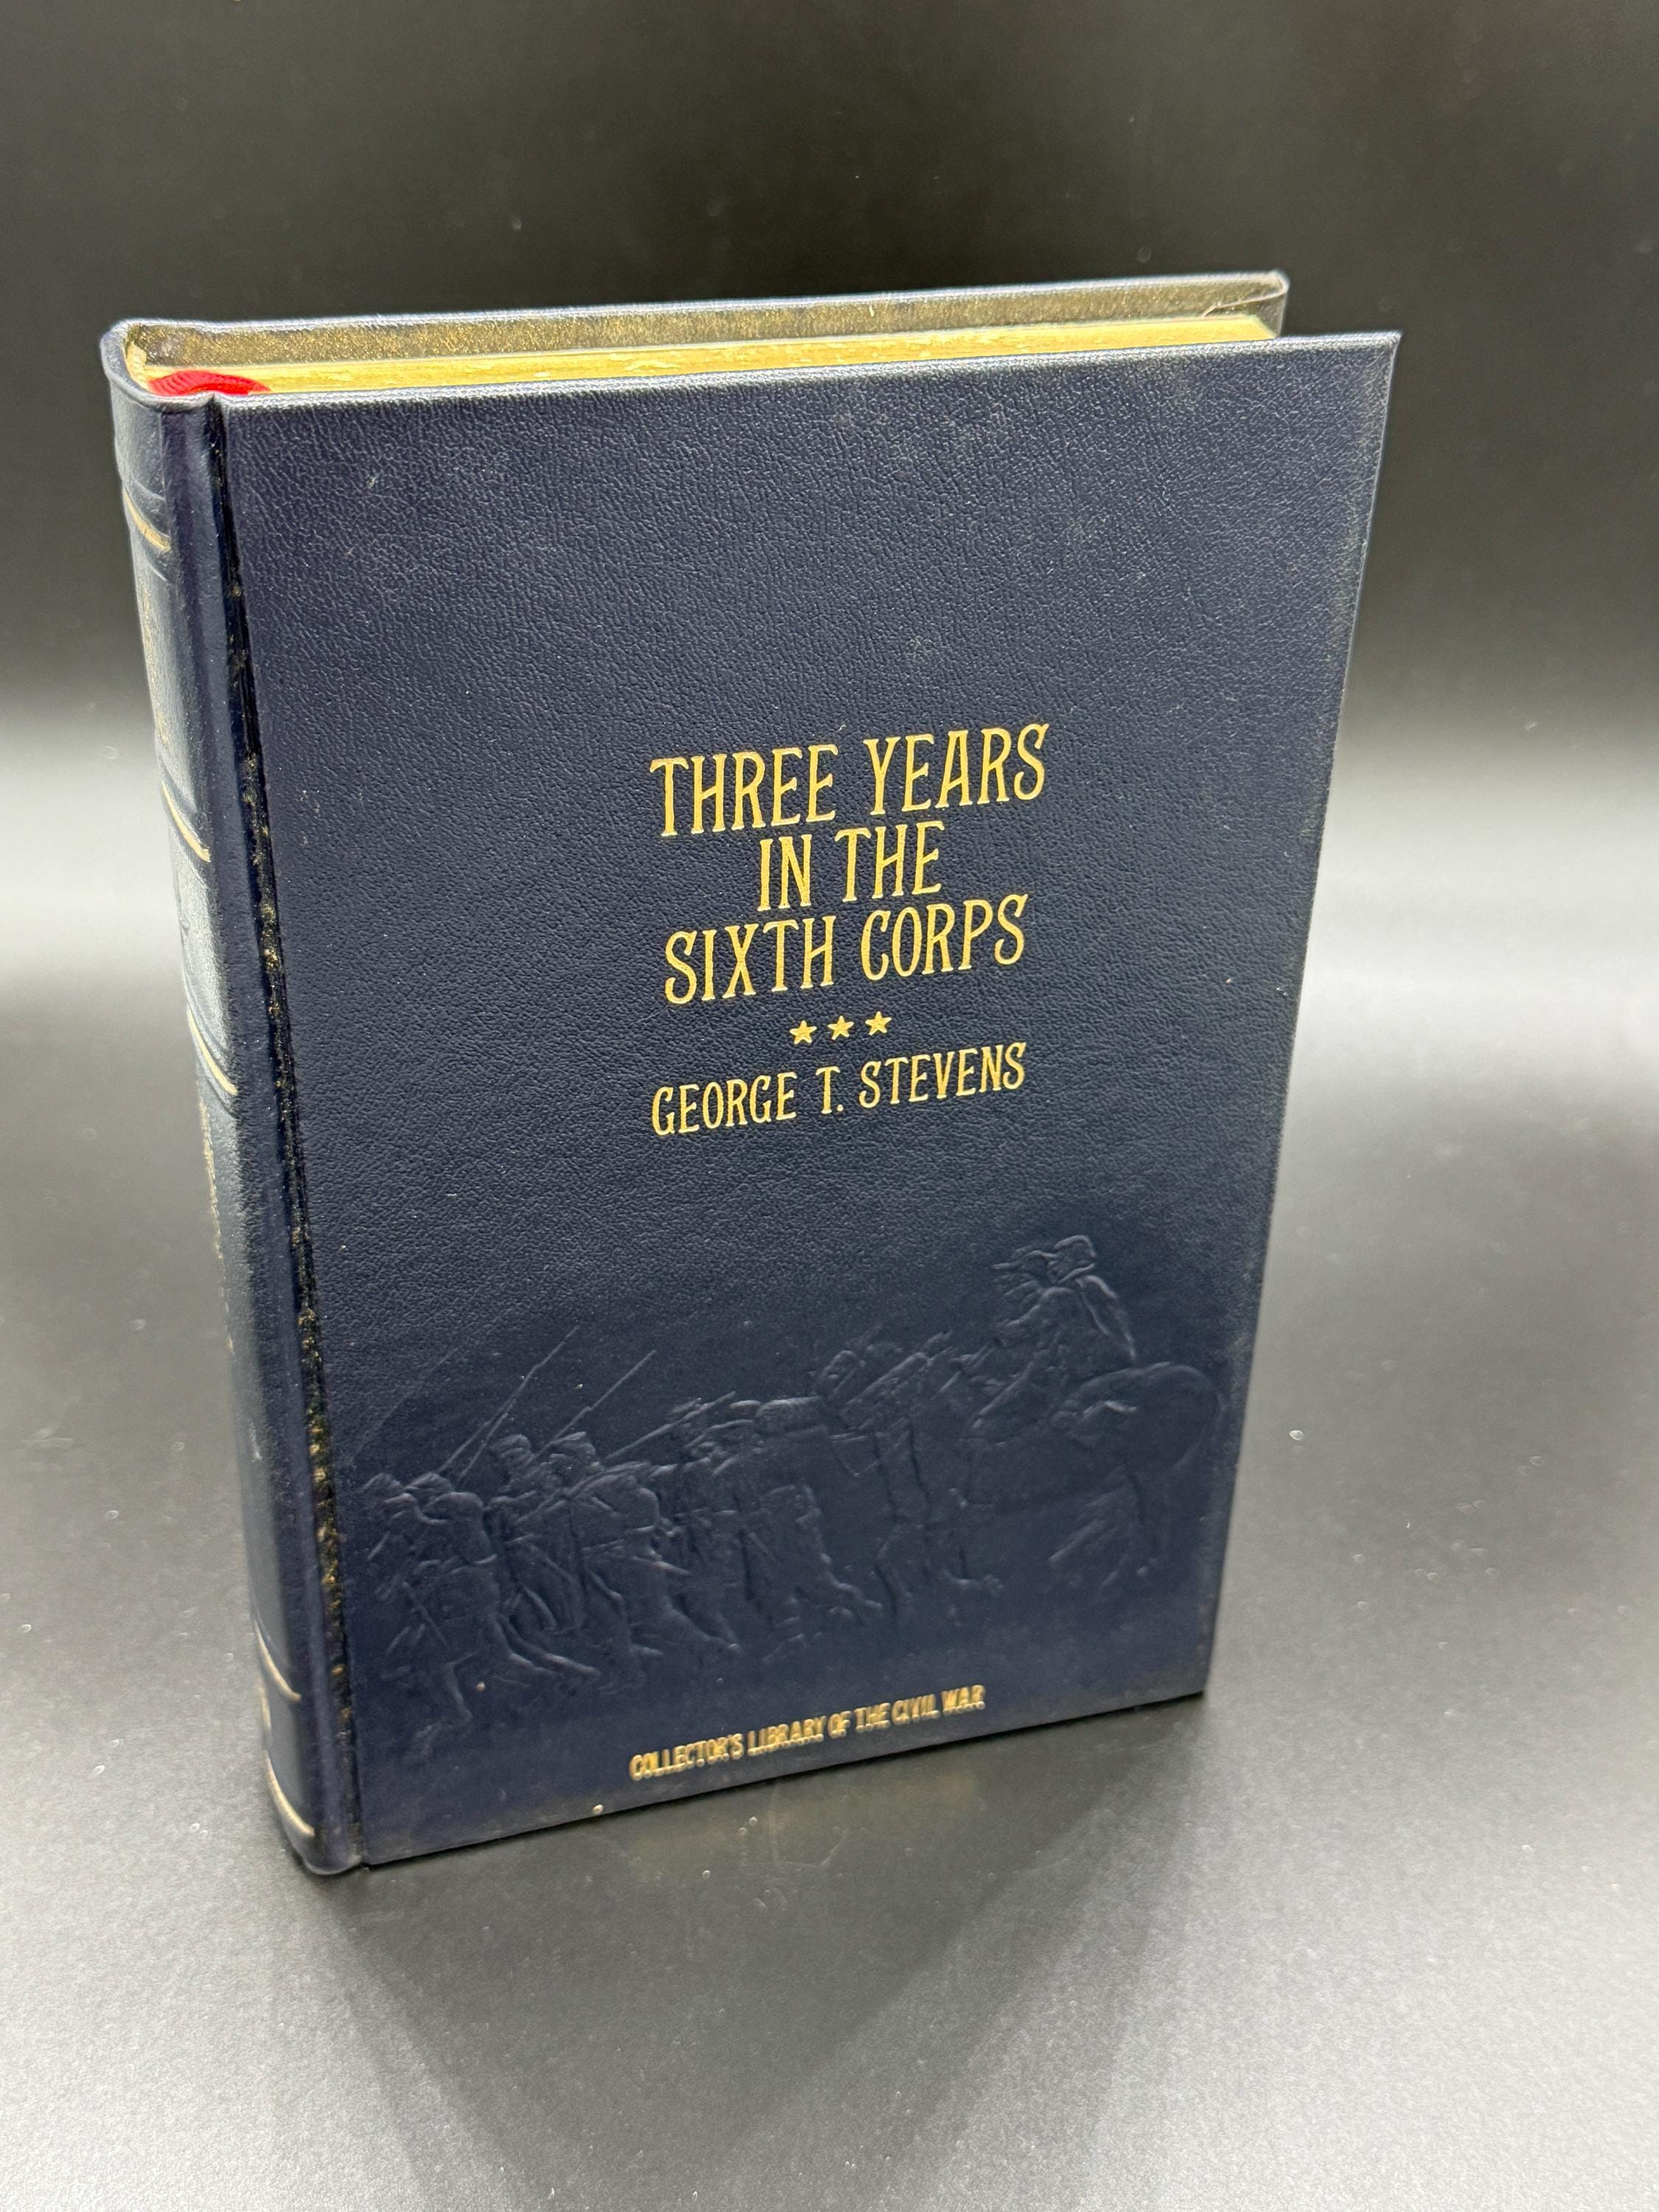 THREE YEARS
IN THE
SIXTH CORPS
GEORGE T. STEVENS
COLLECTOR'S LIBRARY OF THE CIVIL WAR